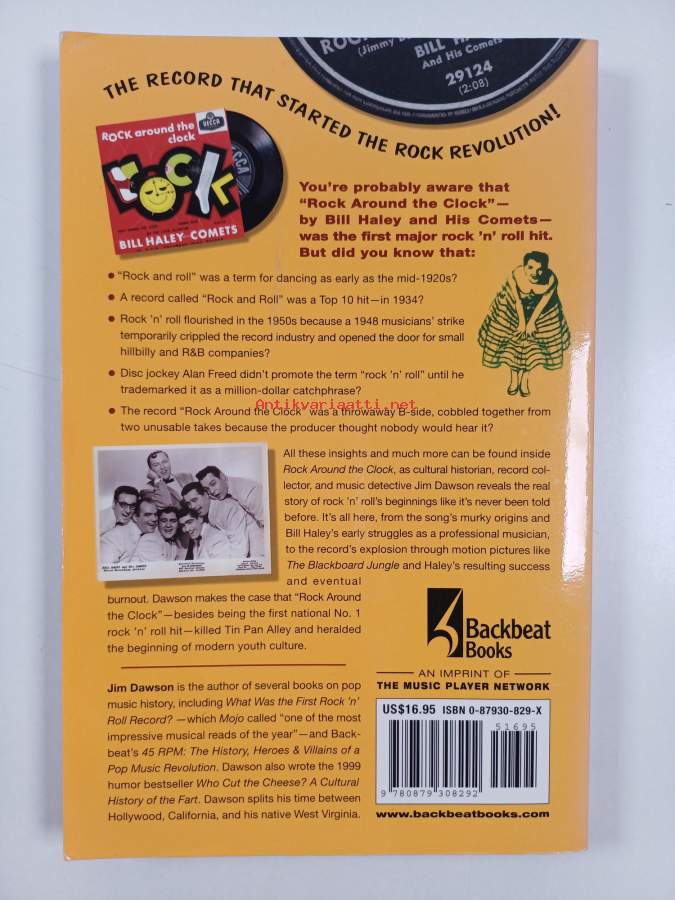 ROC
(Jimmy
BILL HA
And His Comets
29124
(2:08)
THE RECORD THAT STARTED THE ROCK REVOLUTION!
ROCK around the
clock
DECCA
ROCK
BILL HALEY and his COMETS
You're probably aware that
"Rock Around the Clock"—
by Bill Haley and His Comets—
was the first major rock 'n' roll hit.
But did you know that:
● "Rock and roll" was a term for dancing as early as the mid-1920s?
● A record called "Rock and Roll" was a Top 10 hit—in 1934?
● Rock 'n' roll flourished in the 1950s because a 1948 musicians' strike
temporarily crippled the record industry and opened the door for small
hillbilly and R&B companies?
● Disc jockey Alan Freed didn't promote the term "rock 'n' roll" until he
trademarked it as a million-dollar catchphrase?
Antikvariaatti.net
● The record "Rock Around the Clock" was a throwaway B-side, cobbled together from
two unusable takes because the producer thought nobody would hear it?
All these insights and much more can be found inside
Rock Around the Clock, as cultural historian, record col-
lector, and music detective Jim Dawson reveals the real
story of rock 'n' roll's beginnings like it's never been told
before. It's all here, from the song's murky origins and
Bill Haley's early struggles as a professional musician,
to the record's explosion through motion pictures like
The Blackboard Jungle and Haley's resulting success
and eventual
burnout. Dawson makes the case that "Rock Around
the Clock"—besides being the first national No. 1
rock 'n' roll hit—killed Tin Pan Alley and heralded
the beginning of modern youth culture.
Backbeat
Books
AN IMPRINT OF
THE MUSIC PLAYER NETWORK
Jim Dawson is the author of several books on pop
music history, including What Was the First Rock 'n'
Roll Record?—which Mojo called "one of the most
impressive musical reads of the year"—and Back-
beat's 45 RPM: The History, Heroes & Villains of a
Pop Music Revolution. Dawson also wrote the 1999
humor bestseller Who Cut the Cheese? A Cultural
History of the Fart. Dawson splits his time between
Hollywood, California, and his native West Virginia.
US$16.95 ISBN 0-87930-829-X
51695
9 780879 308292
www.backbeatbooks.com